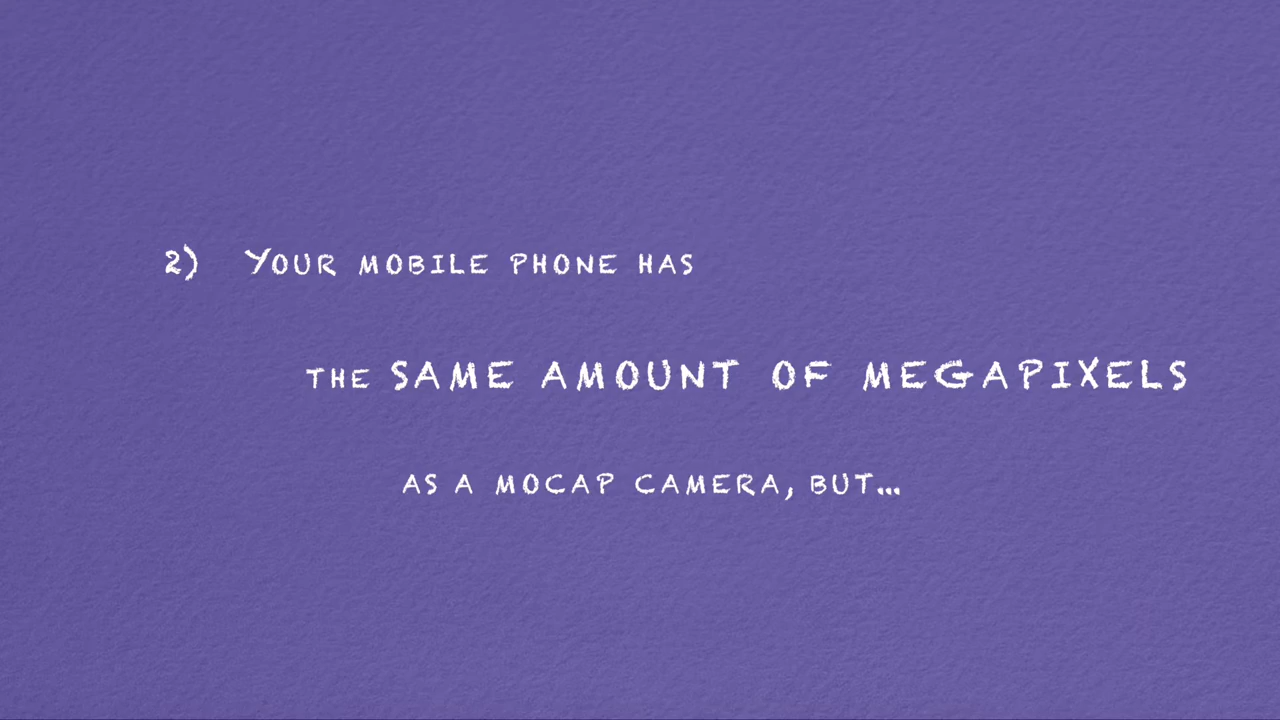 2) Your mobile phone has
the SAME AMOUNT OF MEGAPIXELS
as a mocap camera, but...